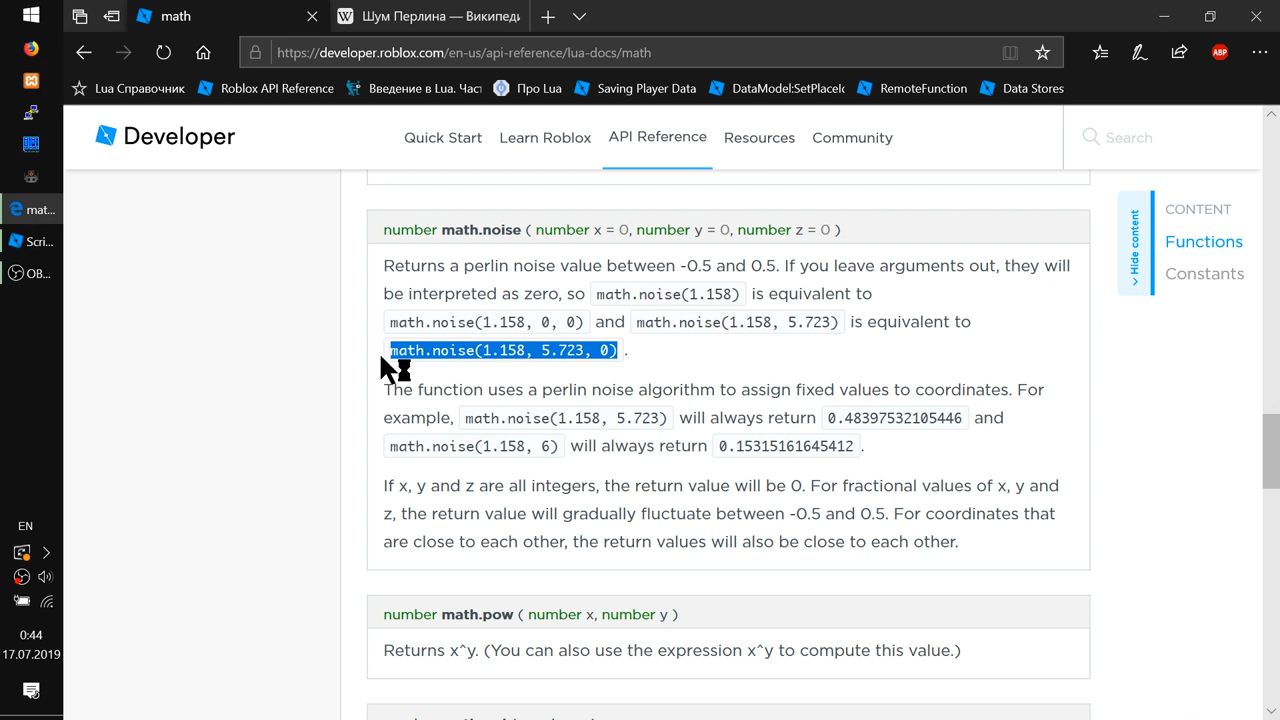 math
Шум Перлина — Википеди
https://developer.roblox.com/en-us/api-reference/lua-docs/math
ABP
Lua Справочник
Roblox API Reference
Введение в Lua. Част
Про Lua
Saving Player Data
DataModel:SetPlaceIc
RemoteFunction
Data Stores
Developer
Quick Start
Learn Roblox
API Reference
Resources
Community
Search
number math.noise ( number x = 0, number y = 0, number z = 0 )
Returns a perlin noise value between -0.5 and 0.5. If you leave arguments out, they will
be interpreted as zero, so math.noise(1.158) is equivalent to
math.noise(1.158, 0, 0) and math.noise(1.158, 5.723) is equivalent to
math.noise(1.158, 5.723, 0) .
The function uses a perlin noise algorithm to assign fixed values to coordinates. For
example, math.noise(1.158, 5.723) will always return 0.48397532105446 and
math.noise(1.158, 6) will always return 0.15315161645412 .
If x, y and z are all integers, the return value will be 0. For fractional values of x, y and
z, the return value will gradually fluctuate between -0.5 and 0.5. For coordinates that
are close to each other, the return values will also be close to each other.
number math.pow ( number x, number y )
Returns x^y. (You can also use the expression x^y to compute this value.)
Hide content
CONTENT
Functions
Constants
mat...
Scri...
OB...
EN
0:44
17.07.2019